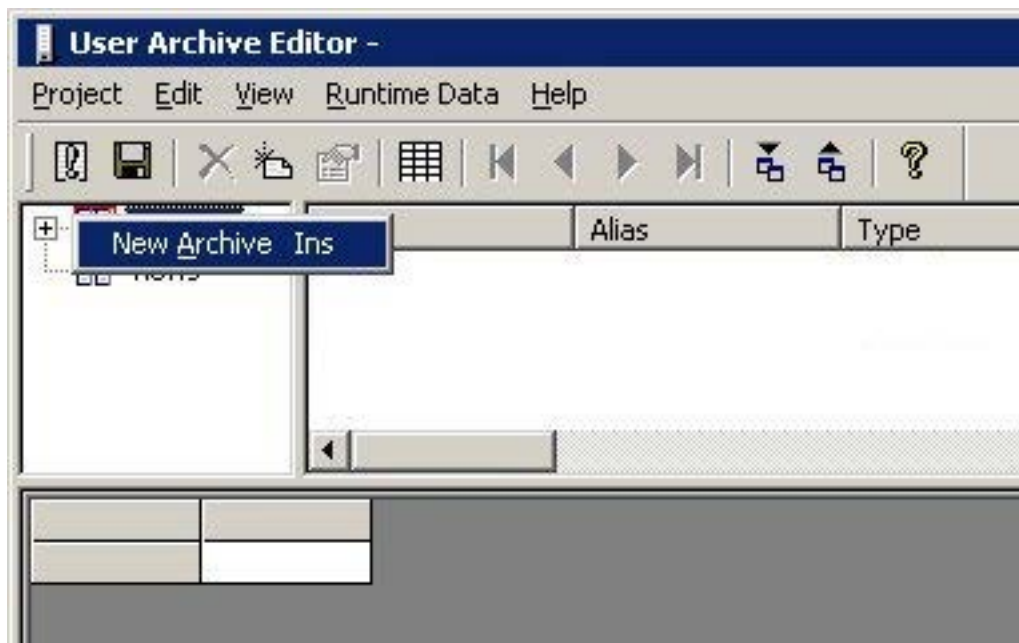 User Archive Editor -
Project Edit View Runtime Data Help
New Archive Ins
Alias Type